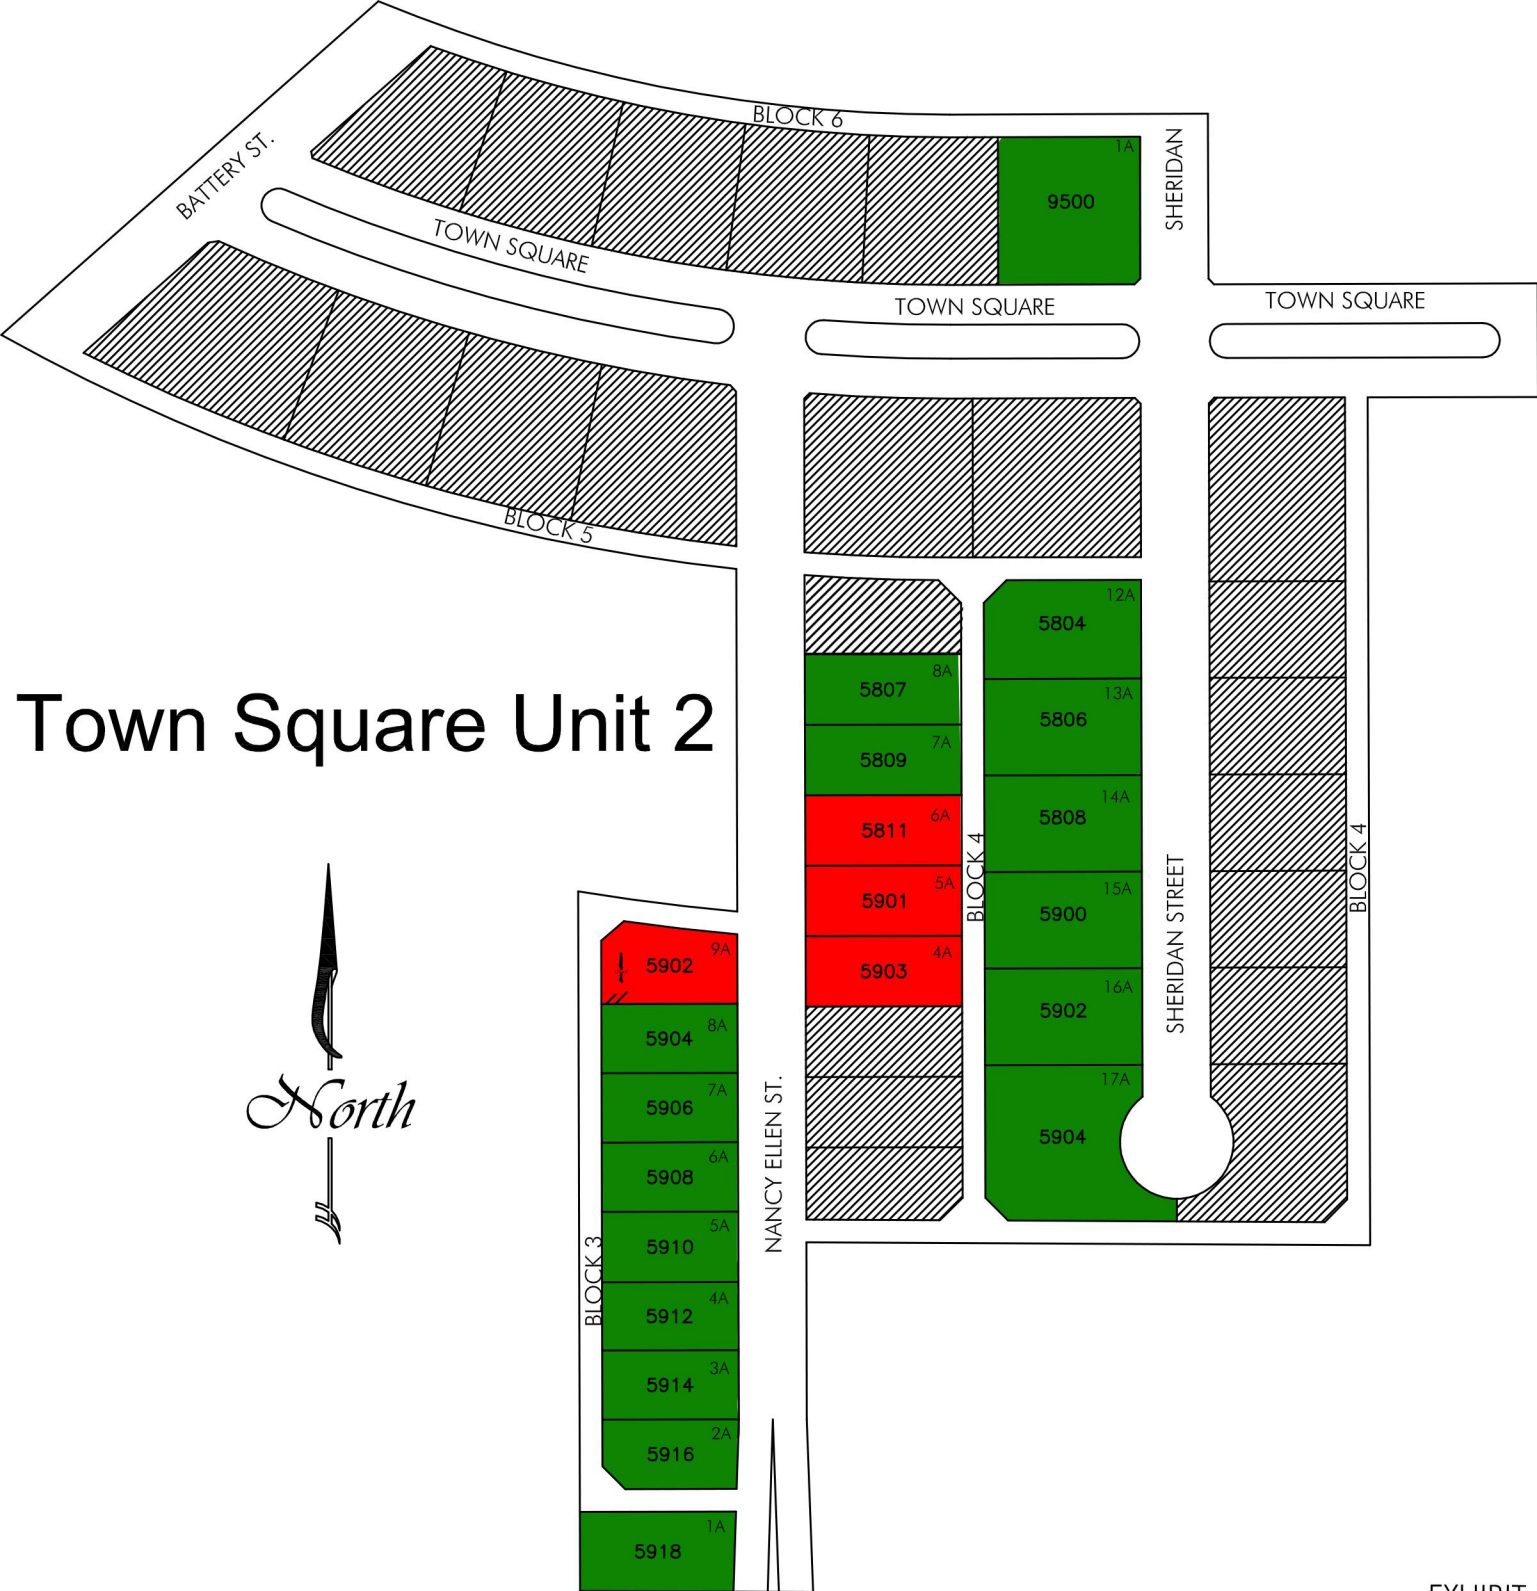 BLOCK 6
BATTERY ST.
TOWN SQUARE
1A
9500
SHERIDAN
TOWN SQUARE
TOWN SQUARE
BLOCK 5
Town Square Unit 2
8A
5807
7A
5809
6A
5811
5A
5901
4A
5903
BLOCK 4
12A
5804
13A
5806
14A
5808
15A
5900
16A
5902
17A
5904
SHERIDAN STREET
BLOCK 4
North
9A
5902
8A
5904
7A
5906
6A
5908
5A
5910
4A
5912
3A
5914
2A
5916
1A
5918
BLOCK 3
NANCY ELLEN ST.